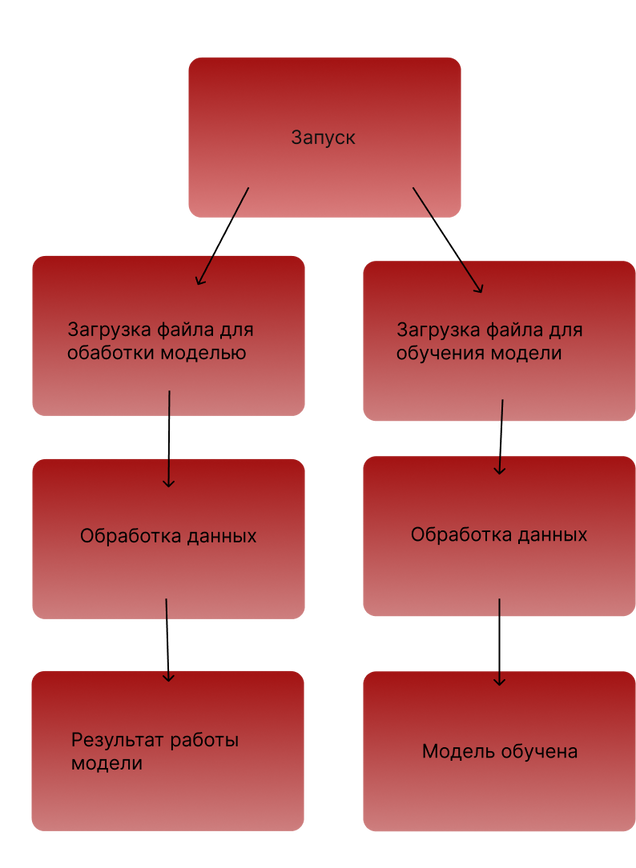 Запуск
Загрузка файла для
обаботки моделью
Загрузка файла для
обучения модели
Обработка данных
Обработка данных
Результат работы
модели
Модель обучена